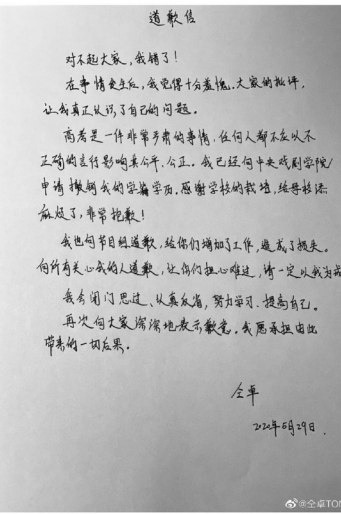 道歉信
对不起大家，我错了！
在事情发生后，我觉得十分羞愧。大家的批评，
让我真正认识了自己的问题。
高考是一件非常严肃的事情，任何人都不应以不
正确的言行影响其公平、公正。我已经向中央戏剧学院
申请撤销我的学籍学历。感谢学校的栽培，给母校添
麻烦了，非常抱歉！
我也向节目组道歉，给你们增加了工作，造成了损失。
向所有关心我的人道歉，让你们担心难过，请一定以我为戒
我会闭门思过、认真反省，努力学习、提高自己。
再次向大家深深地表示歉意。我愿承担由此
带来的一切后果。
仝卓
2020年5月29日.
@仝卓TON